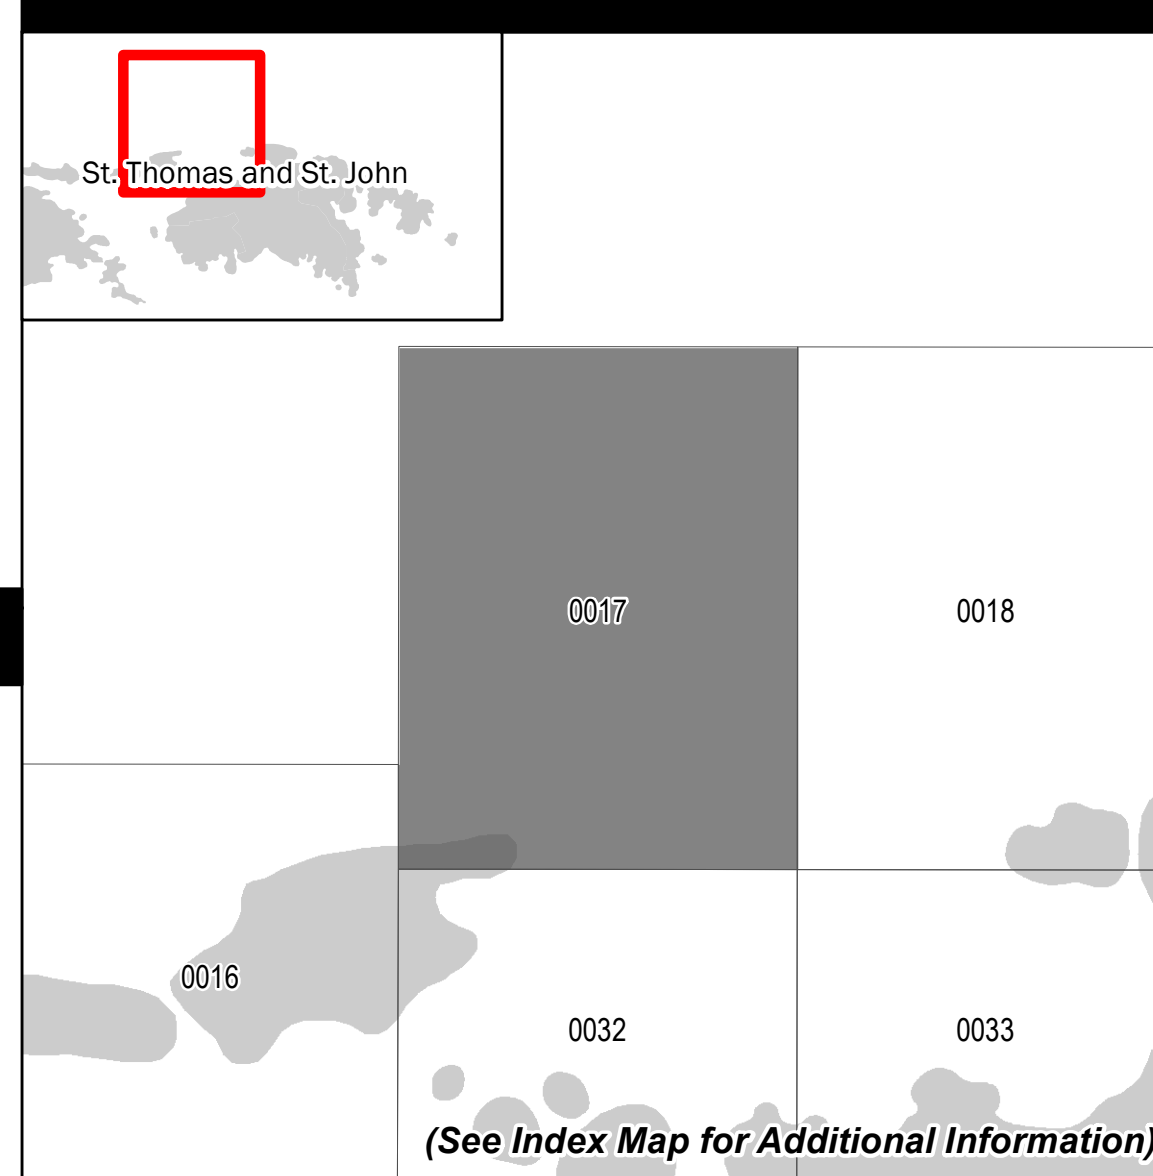 St. Thomas and St. John
0017
0018
0016
0032
0033
(See Index Map for Additional Information)